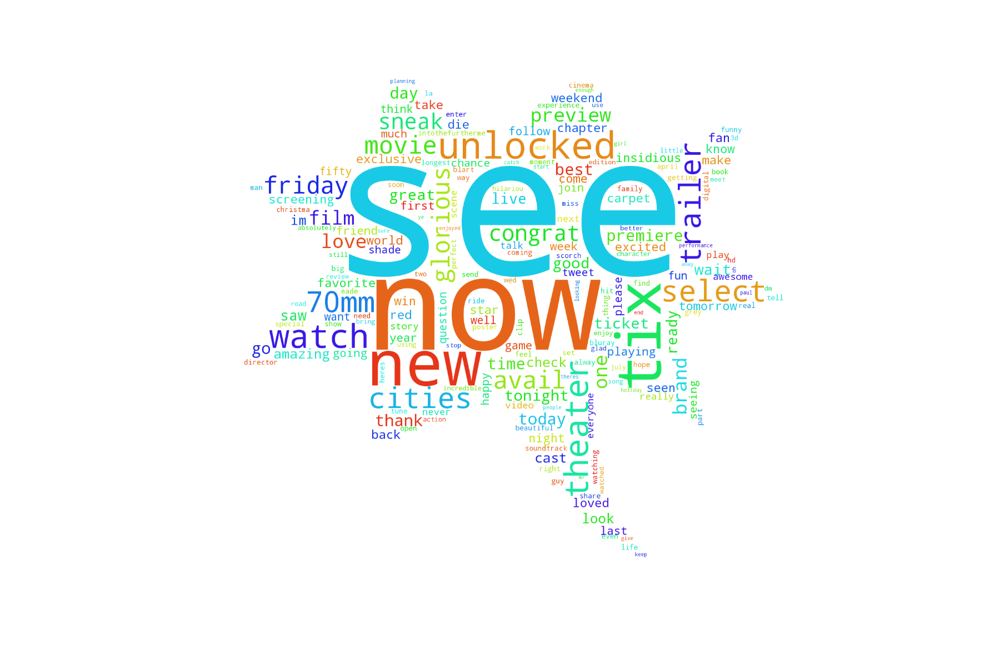 planning
cinema
enough
day
la
weekend
think
take
experience
use
enter
preview
sneak
die
follow
chapter
funny
much
intothefurtherme
fan
3d
movie
unlocked
work
girl
know
little
exclusive
longest
chance
catch
moment
edition
insidious
make
start
april
fifty
blart
best
book
way
come
getting
meet
friday
see
glorious
soon
hilariou
join
family
trailer
digital
man
screening
great
live
carpet
scene
first
miss
christma
ye
im
film
next
absolutely
friend
sure
enjoyed
congrat
better
premiere
love
world
talk
week
excited
performance
shade
perfect
coming
still
scorch
character
play
hd
good
away
big
two
send
tweet
wait
oh
review
fun
awesome
favorite
now
wed
looking
find
made
hit
select
paul
dm
70mm
win
question
ride
please
tix
tell
road
star
thing
tomorrow
real
saw
want
need
red
well
end
grey
special
show
bring
story
poster
clip
ticket
ready
watch
year
enjoy
using
stop
game
bluray
go
amazing
going
feel
set
glad
playing
director
new
time
check
alway
one
july
hope
heres
theres
brand
avail
song
incredible
happy
seen
holiday
cities
tonight
really
seeing
tune
never
video
people
theater
everyone
part
thank
action
today
open
beautiful
back
night
soundtrack
cast
watching
right
mr
watched
guy
share
loved
look
last
even
give
life
keep